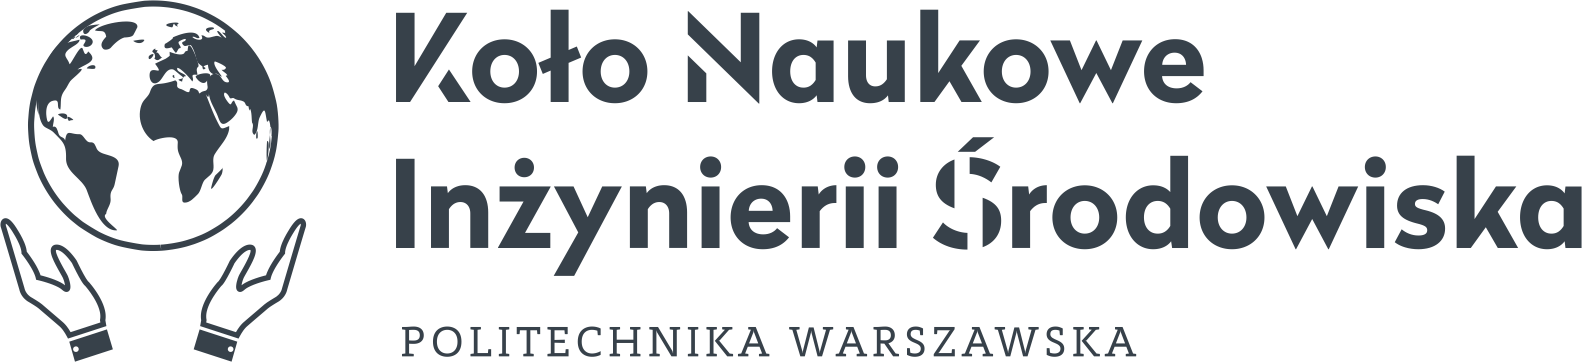 Koło Naukowe
Inżynierii Środowiska
POLITECHNIKA WARSZAWSKA